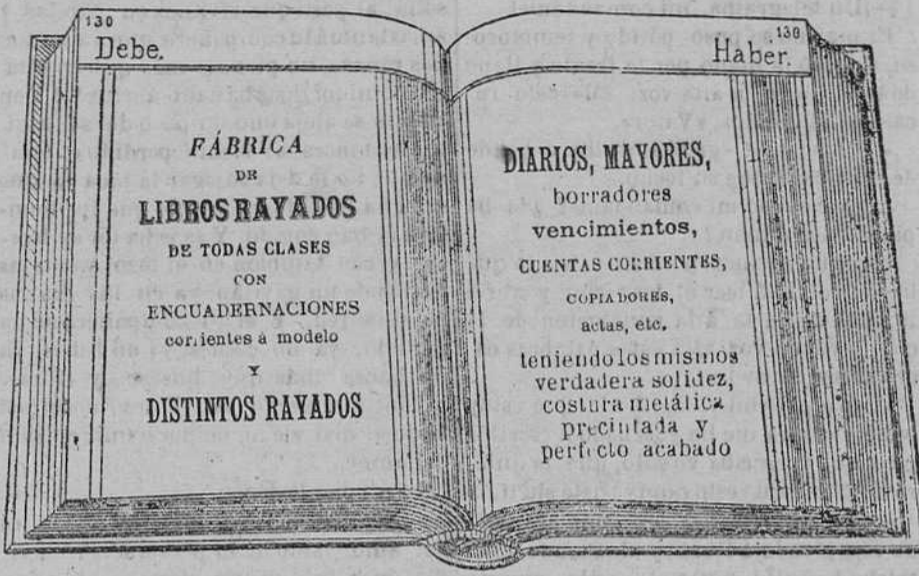 130
Debe.
FÁBRICA
DE
LIBROS RAYADOS
DE TODAS CLASES
CON
ENCUADERNACIONES
corrientes á modelo
Y
DISTINTOS RAYADOS
130
Haber.
DIARIOS, MAYORES,
borradores
vencimientos,
CUENTAS CORRIENTES,
COPIADORES,
actas, etc.
teniendo los mismos
verdadera solidez,
costura metálica
precintada y
perfecto acabado